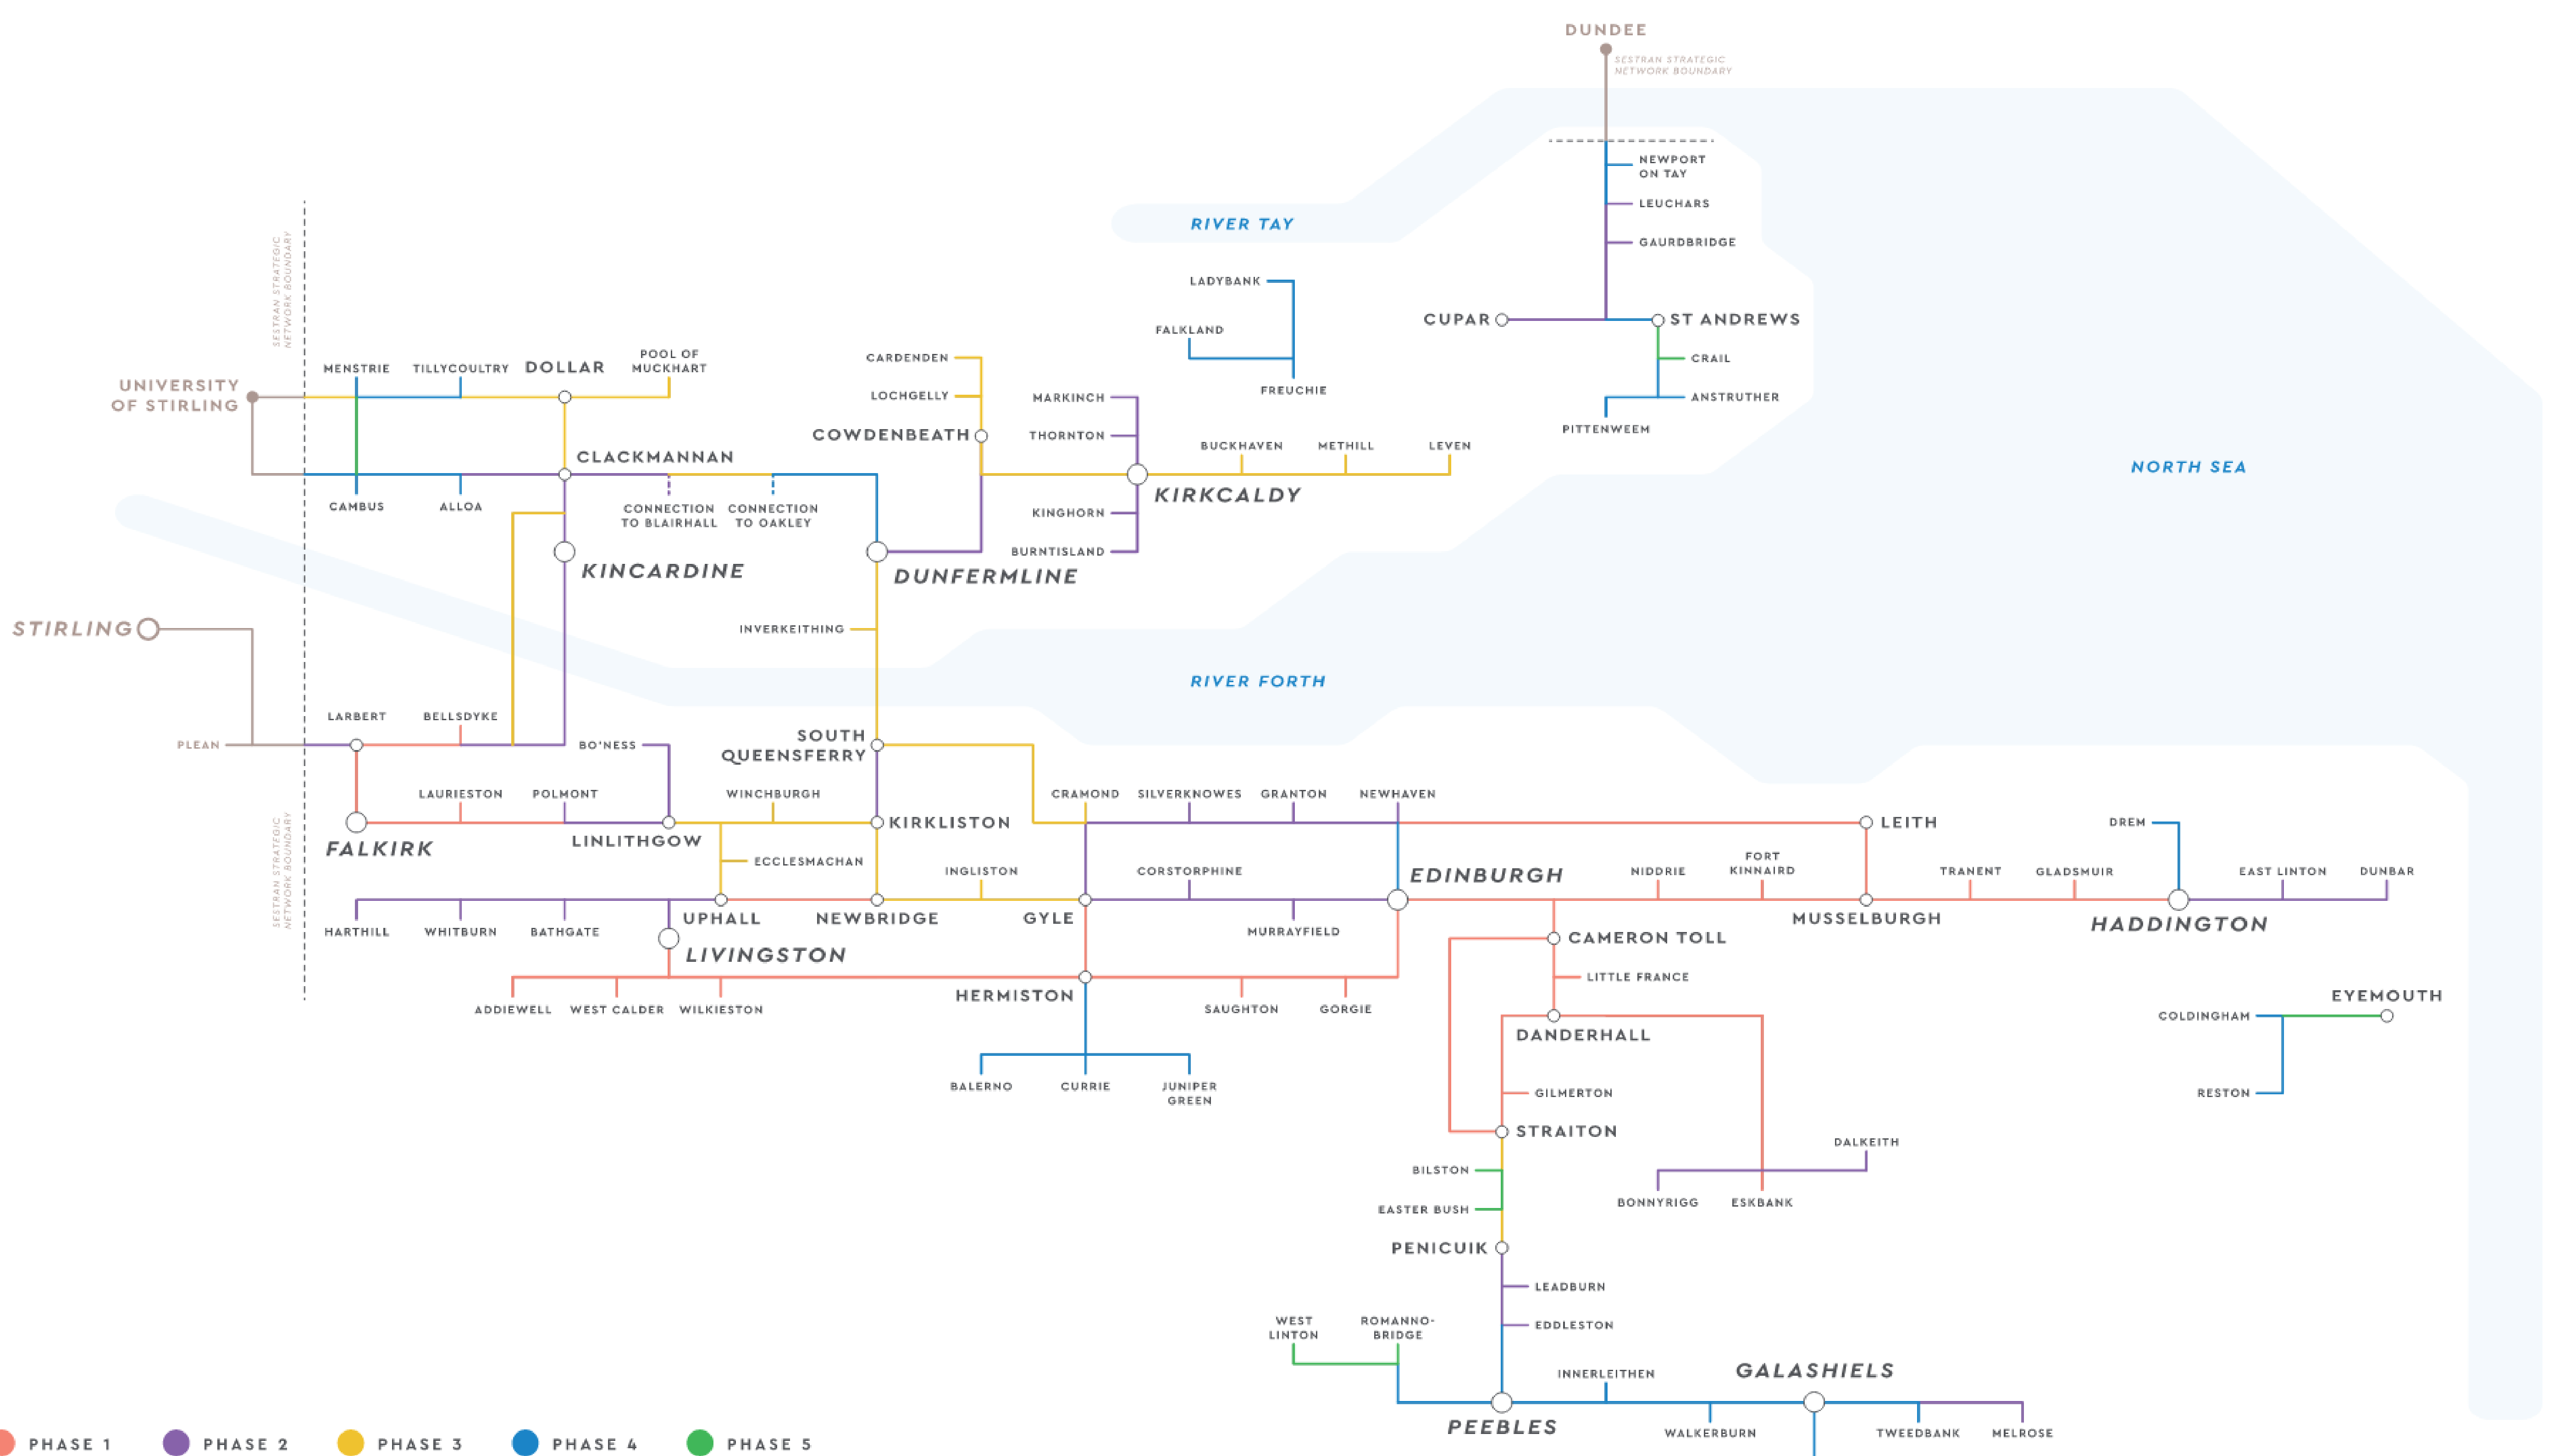 DUNDEE
SESTRAN STRATEGIC
NETWORK BOUNDARY
NEWPORT
ON TAY
LEUCHARS
GAURDBRIDGE
RIVER TAY
SESTRAN STRATEGIC
NETWORK BOUNDARY
LADYBANK
FALKLAND
FREUCHIE
CUPAR
ST ANDREWS
CRAIL
ANSTRUTHER
PITTENWEEM
NORTH SEA
UNIVERSITY
OF STIRLING
MENSTRIE
TILLYCOULTRY
DOLLAR
POOL OF
MUCKHART
CARDENDEN
LOCHGELLY
COWDENBEATH
MARKINCH
THORNTON
BUCKHAVEN
METHILL
LEVEN
CLACKMANNAN
KIRKCALDY
CAMBUS
ALLOA
CONNECTION
TO BLAIRHALL
CONNECTION
TO OAKLEY
KINGHORN
BURNTISLAND
KINCARDINE
DUNFERMLINE
STIRLING
INVERKEITHING
RIVER FORTH
LARBERT
BELLSDYKE
PLEAN
BO'NESS
SOUTH
QUEENSFERRY
LAURIESTON
POLMONT
WINCHBURGH
CRAMOND
SILVERKNOWES
GRANTON
NEWHAVEN
SESTRAN STRATEGIC
NETWORK BOUNDARY
FALKIRK
LINLITHGOW
KIRKLISTON
LEITH
DREM
ECCLESMACHAN
INGLISTON
CORSTORPHINE
EDINBURGH
NIDDRIE
FORT
KINNAIRD
TRANENT
GLADSMUIR
EAST LINTON
DUNBAR
HARTHILL
WHITBURN
BATHGATE
UPHALL
NEWBRIDGE
GYLE
MURRAYFIELD
MUSSELBURGH
HADDINGTON
LIVINGSTON
CAMERON TOLL
LITTLE FRANCE
ADDIEWELL
WEST CALDER
WILKIESTON
HERMISTON
SAUGHTON
GORGIE
DANDERHALL
EYEMOUTH
COLDINGHAM
RESTON
BALERNO
CURRIE
JUNIPER
GREEN
GILMERTON
STRAITON
BILSTON
EASTER BUSH
DALKEITH
BONNYRIGG
ESKBANK
PENICUIK
LEADBURN
EDDLESTON
WEST
LINTON
ROMANNO-
BRIDGE
INNERLEITHEN
GALASHIELS
PEEBLES
WALKERBURN
TWEEDBANK
MELROSE
PHASE 1
PHASE 2
PHASE 3
PHASE 4
PHASE 5